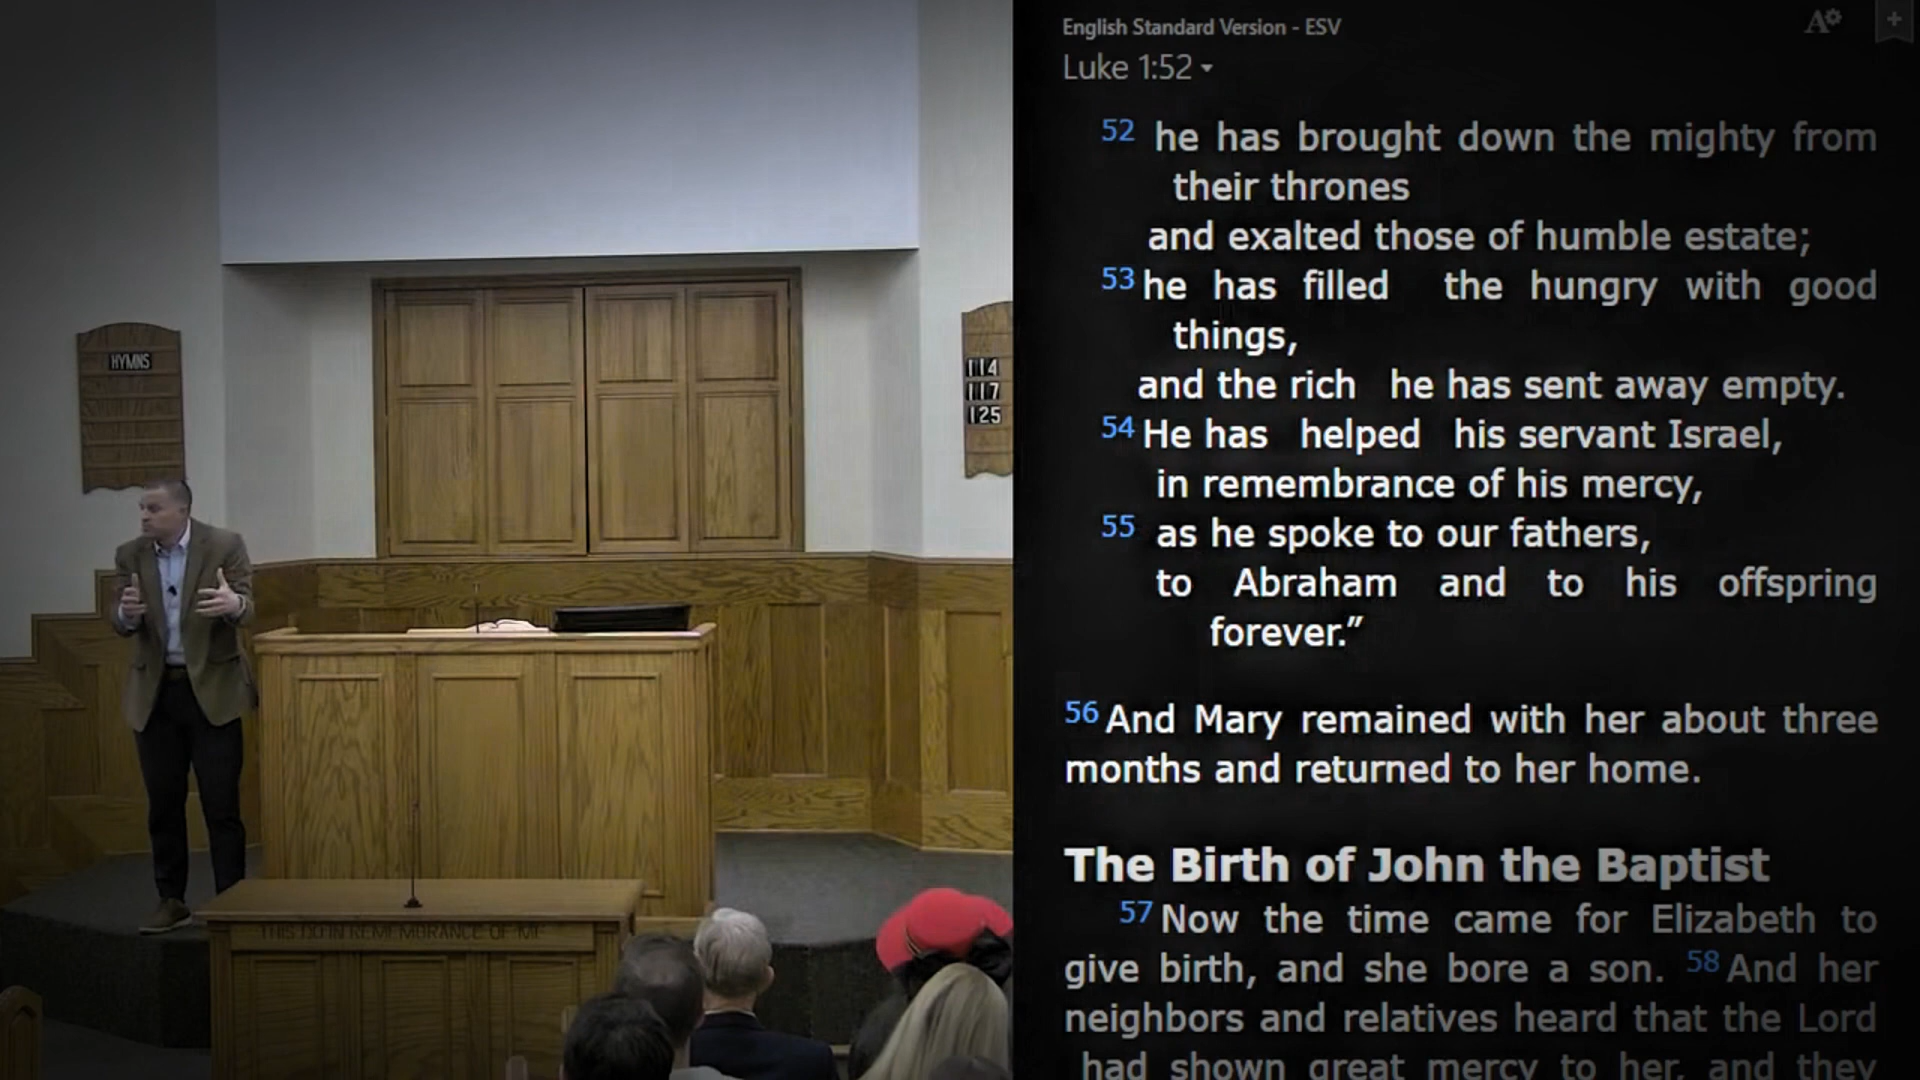 HYMNS
114
117
125
THIS DO IN REMEMBRANCE OF ME
English Standard Version - ESV
Luke 1:52
52 he has brought down the mighty from
their thrones
and exalted those of humble estate;
53 he has filled the hungry with good
things,
and the rich he has sent away empty.
54 He has helped his servant Israel,
in remembrance of his mercy,
55 as he spoke to our fathers,
to Abraham and to his offspring
forever.”
56 And Mary remained with her about three
months and returned to her home.
The Birth of John the Baptist
57 Now the time came for Elizabeth to
give birth, and she bore a son. 58 And her
neighbors and relatives heard that the Lord
had shown great mercy to her, and they